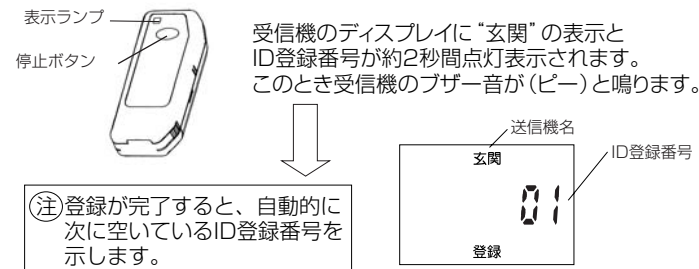 表示ランプ
停止ボタン
受信機のディスプレイに“玄関”の表示と
ID登録番号が約2秒間点灯表示されます。
このとき受信機のブザー音が(ピー)と鳴ります。
送信機名
玄関
ID登録番号
01
登録
注 登録が完了すると、自動的に
次に空いているID登録番号を
示します。